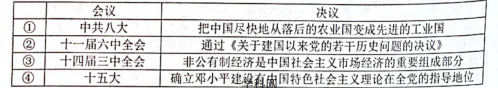 会议 决议
① 中共八大 把中国尽快地从落后的农业国变成先进的工业国
② 十一届六中全会 通过《关于建国以来党的若干历史问题的决议》
③ 十四届三中全会 非公有制经济是中国社会主义市场经济的重要组成部分
④ 十五大 确立邓小平建设有中国特色社会主义理论在全党的指导地位
学科网